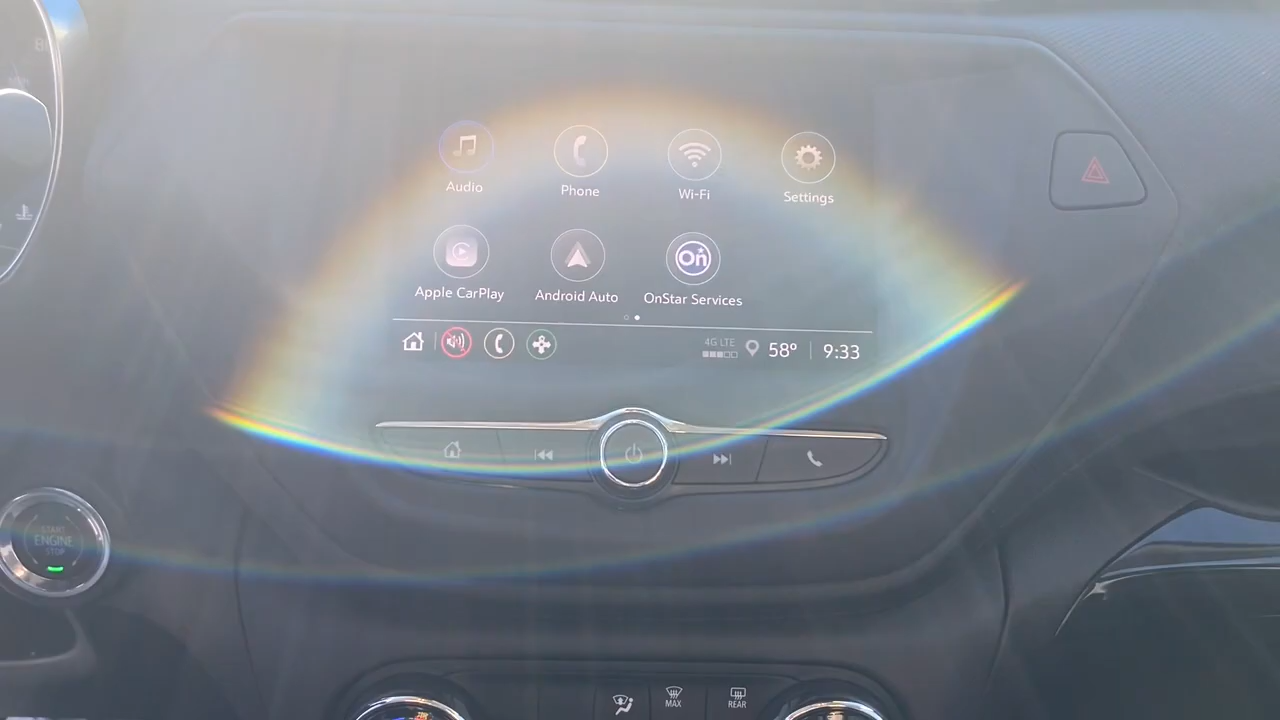 Audio
Phone
Wi-Fi
Settings
Apple CarPlay
Android Auto
On
OnStar Services
4G LTE
58°
9:33
START
ENGINE
STOP
MAX
REAR